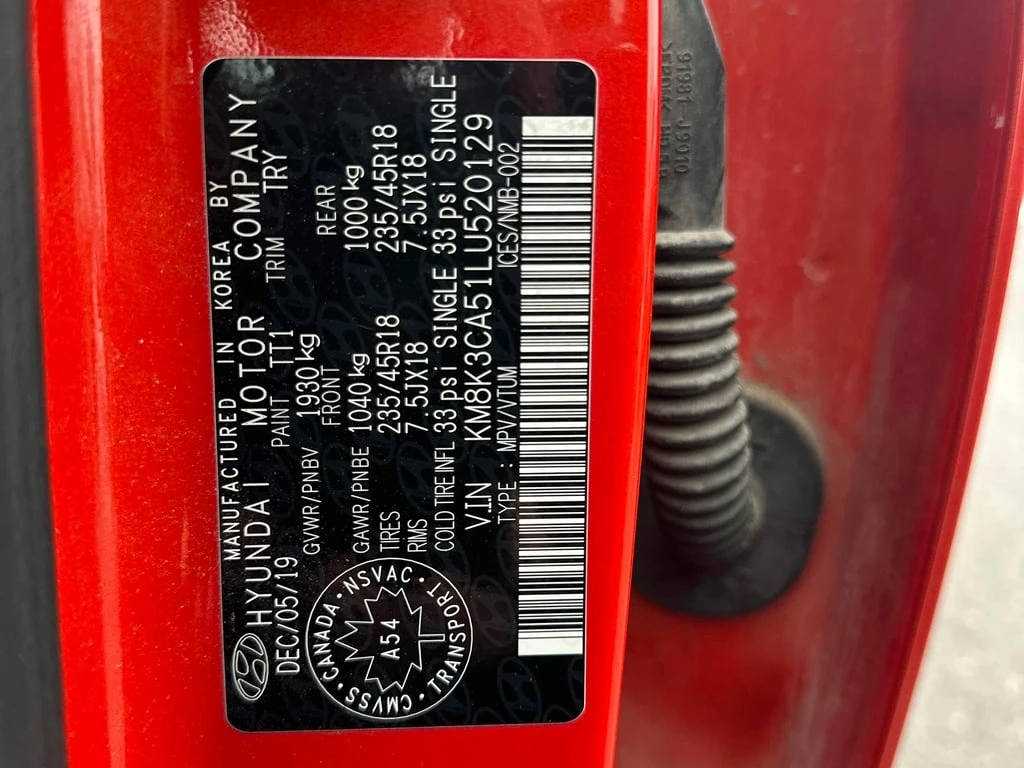 MANUFACTURED IN KOREA BY
HYUNDAI MOTOR COMPANY
DEC/05/19 PAINT TT1 TRIM TRY
GVWR/PNBV 1930 kg
FRONT REAR
GAWR/PNBE 1040 kg 1000 kg
TIRES 235/45R18 235/45R18
RIMS 7.5JX18 7.5JX18
COLD TIRE INFL 33 psi SINGLE 33 psi SINGLE
V.I.N KM8K3CA51LU520129
TYPE : MPV/VTUM ICES/NMB-002
CANADA · NSVAC · TRANSPORT · CMVSS ·
A54
91981-J9010